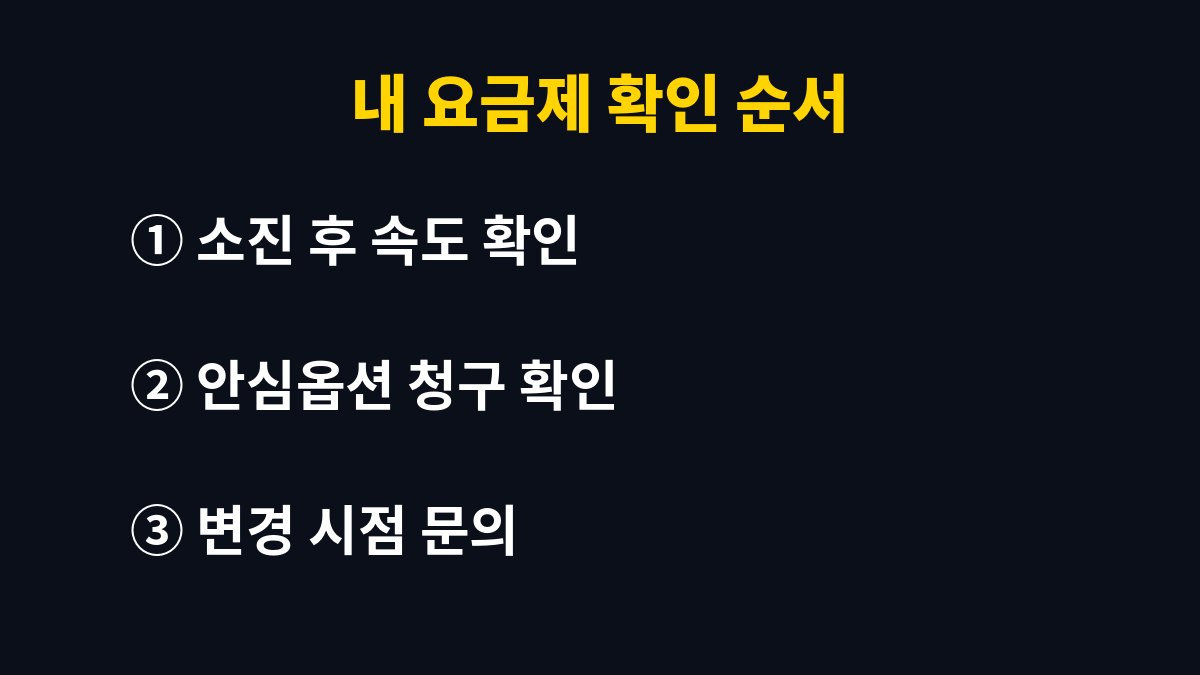 내 요금제 확인 순서
① 소진 후 속도 확인
② 안심옵션 청구 확인
③ 변경 시점 문의